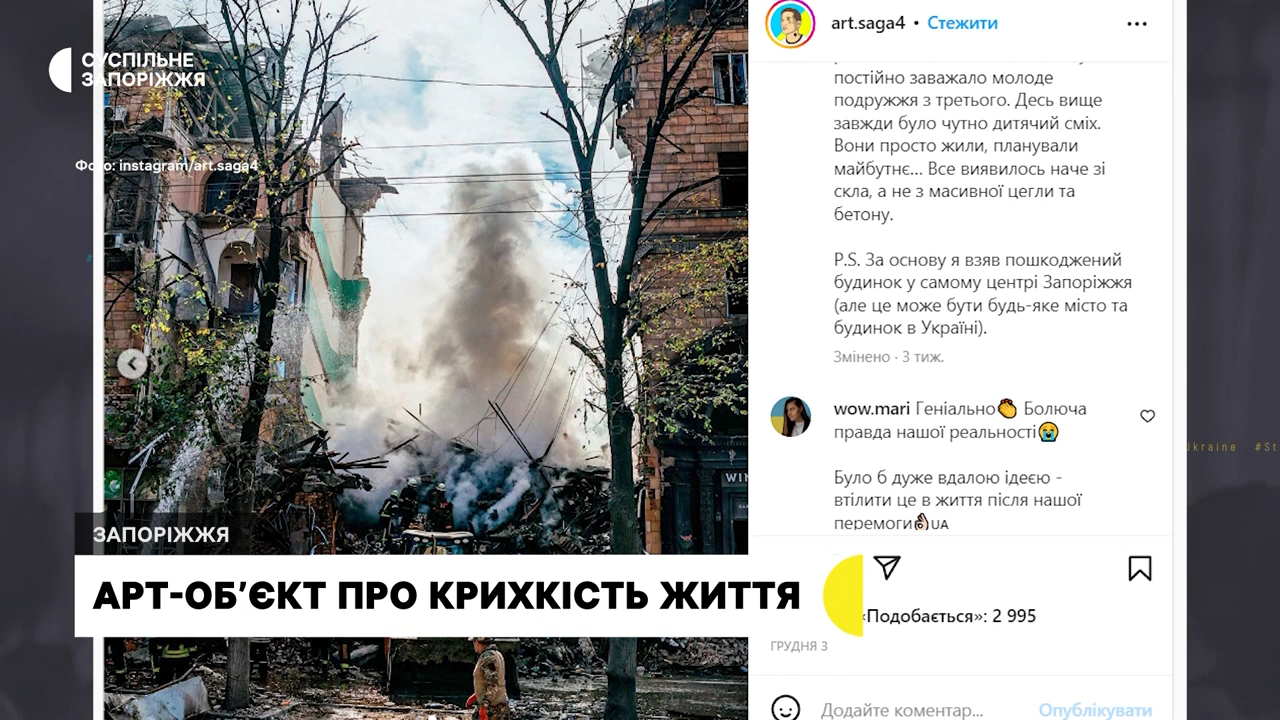 СУСПІЛЬНЕ
ЗАПОРІЖЖЯ
Фото: instagram/art.saga4
art.saga4 • Стежити
постійно заважало молоде
подружжя з третього. Десь вище
завжди було чутно дитячий сміх.
Вони просто жили, планували
майбутнє... Все виявилось наче зі
скла, а не з масивної цегли та
бетону.
P.S. За основу я взяв пошкоджений
будинок у самому центрі Запоріжжя
(але це може бути будь-яке місто та
будинок в Україні).
Змінено · 3 тиж.
wow.mari Геніально👏 Болюча
правда нашої реальності😭
Було б дуже вдалою ідеєю -
втілити це в життя після нашої
перемоги👌🏻UA
WIN
ЗАПОРІЖЖЯ
АРТ-ОБ’ЄКТ ПРО КРИХКІСТЬ ЖИТТЯ
«Подобається»: 2 995
ГРУДНЯ 3
Додайте коментар...
Опублікувати